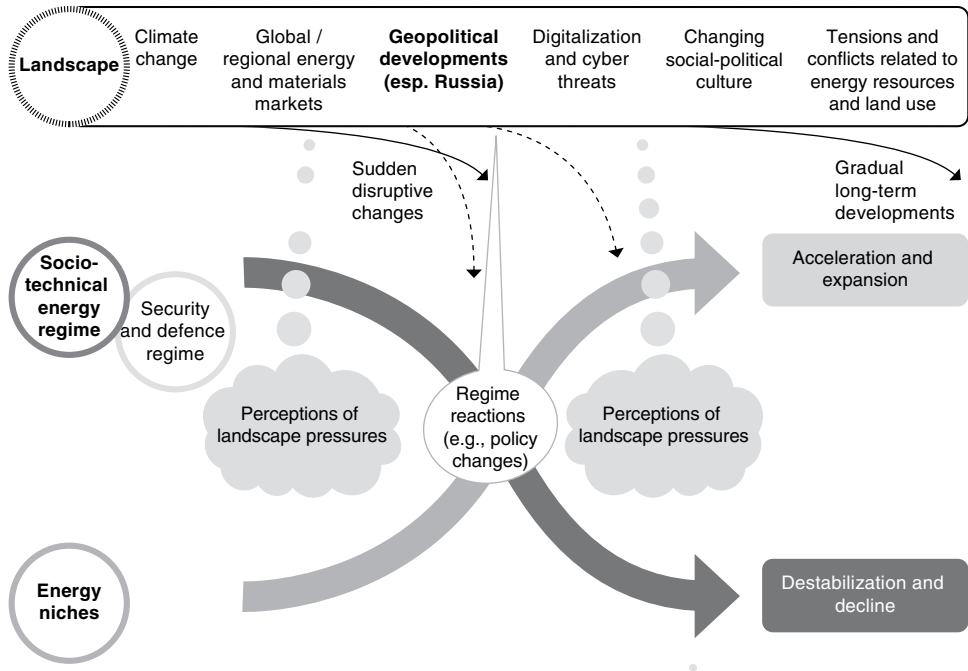 Landscape
Climate
change
Global /
regional energy
and materials
markets
Geopolitical
developments
(esp. Russia)
Digitalization
and cyber
threats
Changing
social-political
culture
Tensions and
conflicts related to
energy resources
and land use
Sudden
disruptive
changes
Gradual
long-term
developments
Socio-
technical
energy
regime
Security
and defence
regime
Acceleration and
expansion
Perceptions of
landscape pressures
Regime
reactions
(e.g., policy
changes)
Perceptions of
landscape pressures
Energy
niches
Destabilization and
decline